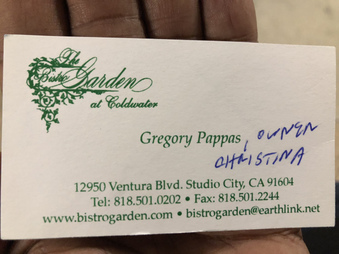 The
Bistro Garden
at Coldwater
Gregory Pappas, OWNER
CHRISTINA
12950 Ventura Blvd. Studio City, CA 91604
Tel: 818.501.0202 • Fax: 818.501.2244
www.bistrogarden.com • bistrogarden@earthlink.net